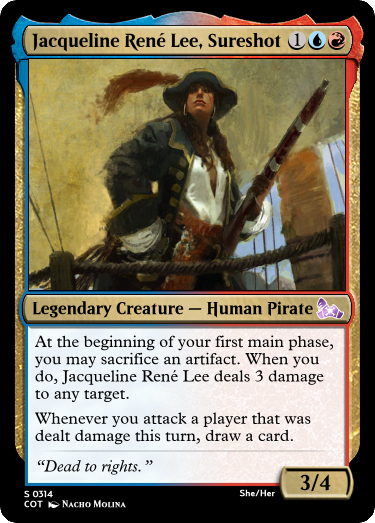 Jacqueline René Lee, Sureshot 1
Legendary Creature — Human Pirate
At the beginning of your first main phase,
you may sacrifice an artifact. When you
do, Jacqueline René Lee deals 3 damage
to any target.
Whenever you attack a player that was
dealt damage this turn, draw a card.
“Dead to rights.”
3/4
S 0314
She/Her
COT Nacho Molina